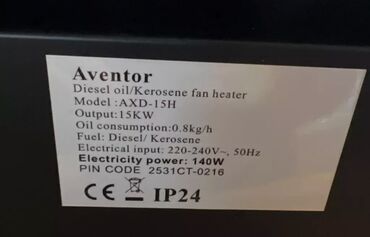 Aventor
Diesel oil/Kerosene fan heater
Model :AXD-15H
Output:15KW
Oil consumption:0.8kg/h
Fuel: Diesel/ Kerosene
Electrical input: 220-240V~, 50Hz
Electricity power: 140W
PIN CODE  2531CT-0216
CE IP24